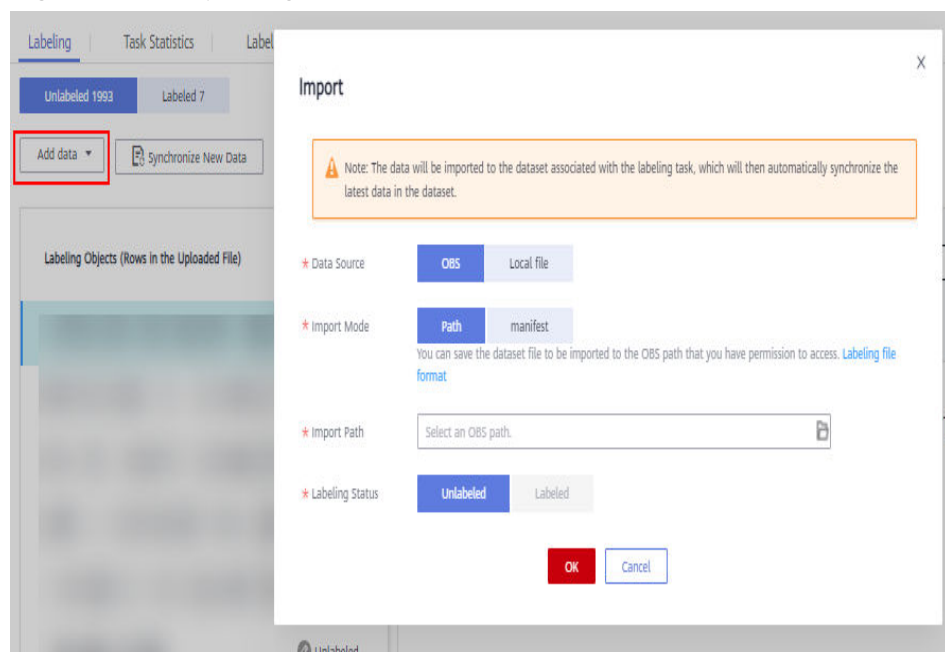 Labeling
Task Statistics
Label
Unlabeled 1993
Labeled 7
Add data
Synchronize New Data
Labeling Objects (Rows in the Uploaded File)
Import
X
Note: The data will be imported to the dataset associated with the labeling task, which will then automatically synchronize the
latest data in the dataset.
* Data Source
OBS
Local file
* Import Mode
Path
manifest
You can save the dataset file to be imported to the OBS path that you have permission to access. Labeling file
format
* Import Path
Select an OBS path.
* Labeling Status
Unlabeled
Labeled
OK
Cancel
Unlabeled